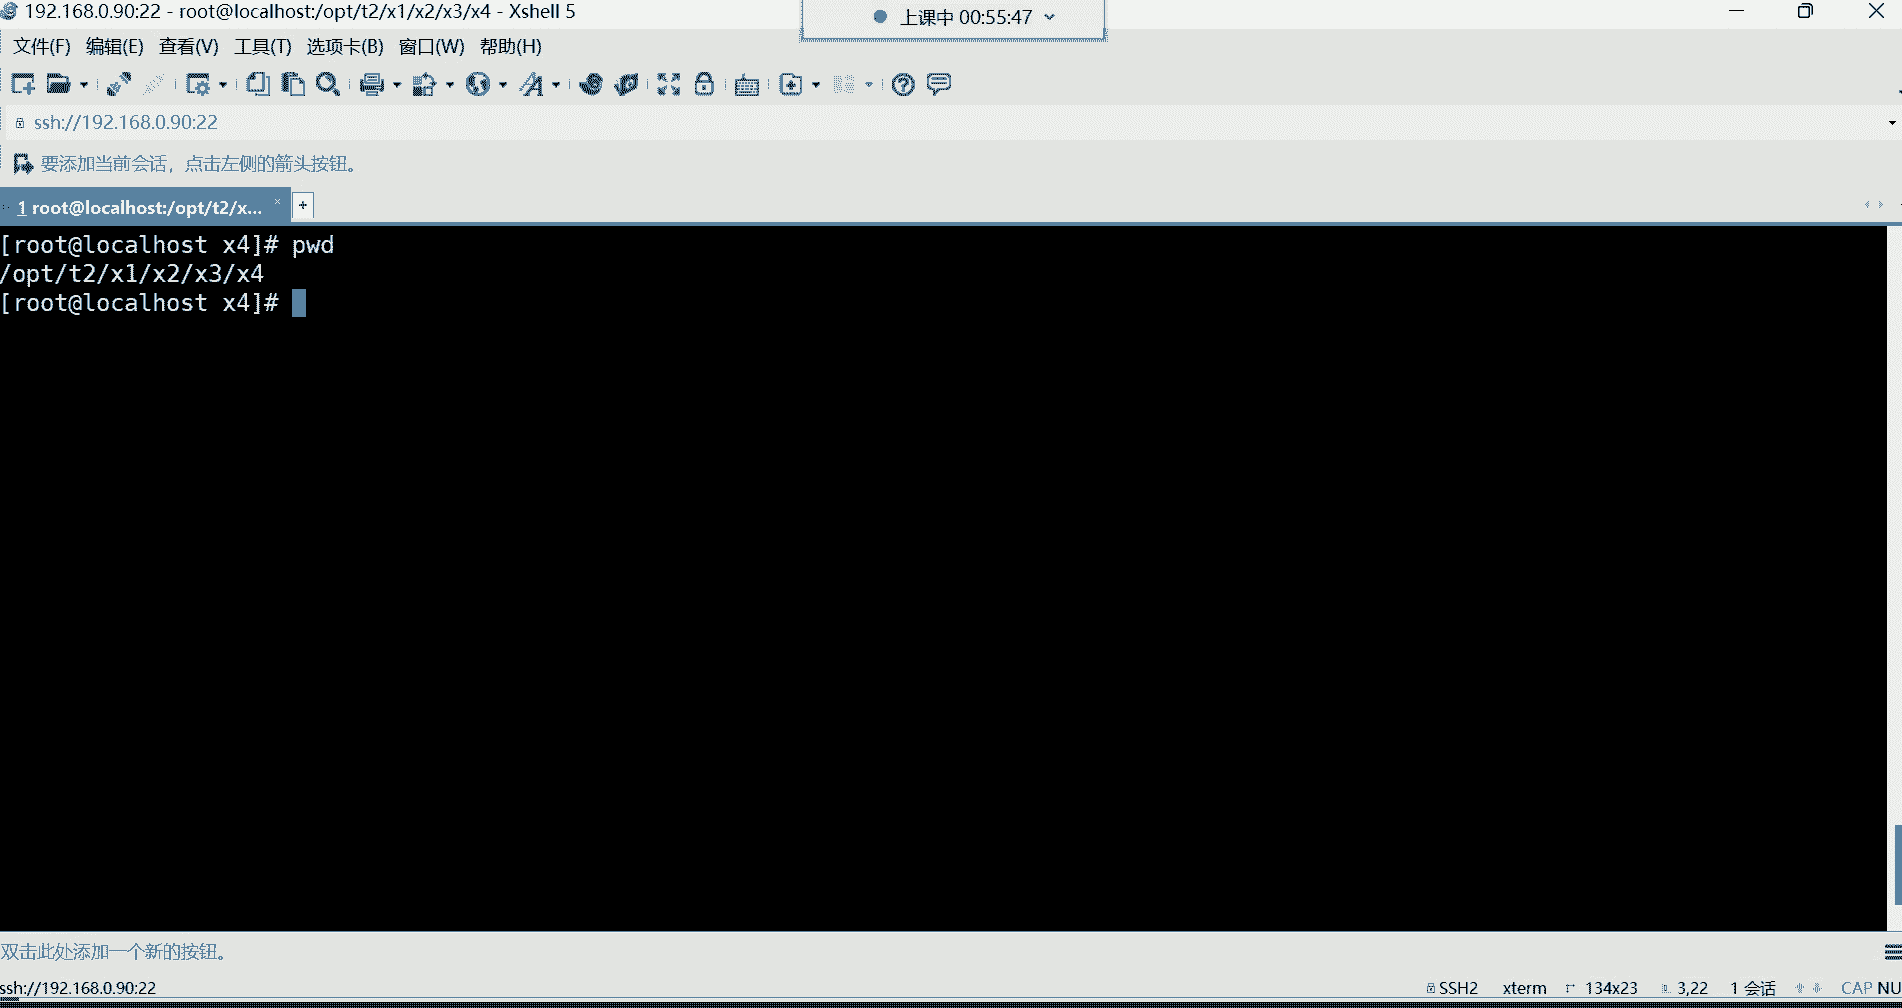 192.168.0.90:22 - root@localhost:/opt/t2/x1/x2/x3/x4 - Xshell 5
上课中 00:55:47
文件(F) 编辑(E) 查看(V) 工具(T) 选项卡(B) 窗口(W) 帮助(H)
ssh://192.168.0.90:22
要添加当前会话，点击左侧的箭头按钮。
1 root@localhost:/opt/t2/x...
[root@localhost x4]# pwd
/opt/t2/x1/x2/x3/x4
[root@localhost x4]#
双击此处添加一个新的按钮。
ssh://192.168.0.90:22 SSH2 xterm 134x23 3,22 1 会话 CAP NU